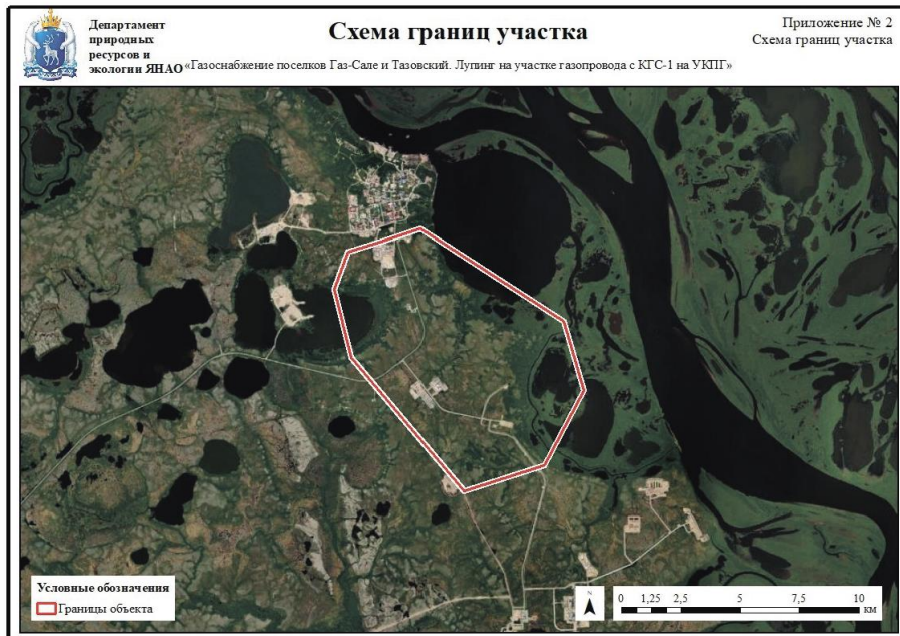 Департамент
природных
ресурсов и
экологии ЯНАО
Схема границ участка
Приложение № 2
Схема границ участка
«Газоснабжение поселков Газ-Сале и Тазовский. Лупинг на участке газопровода с КГС-1 на УКПГ»
Условные обозначения
Границы объекта
N
0 1,25 2,5 5 7,5 10
км